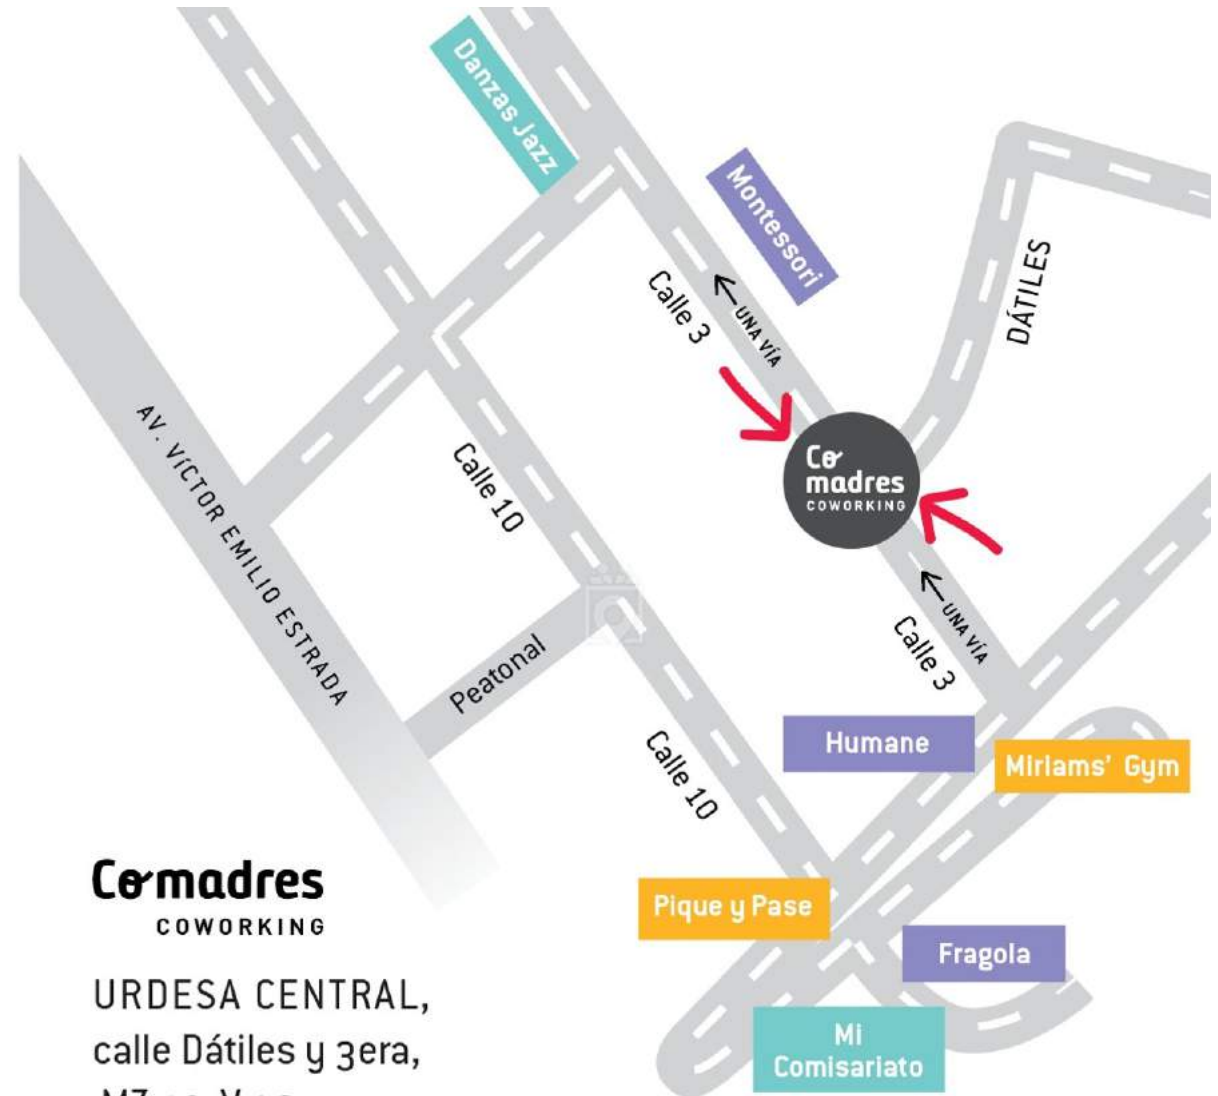 Danzas Jazz
Montessori
Calle 3
UNA VÍA
DÁTILES
Co
madres
COWORKING
AV. VíCTOR EMILIO ESTRADA
Calle 10
Peatonal
UNA VÍA
Calle 3
Calle 10
Humane
Miriams' Gym
Pique y Pase
Fragola
Mi
Comisariato
Comadres
COWORKING
URDESA CENTRAL,
calle Dátiles y 3era,